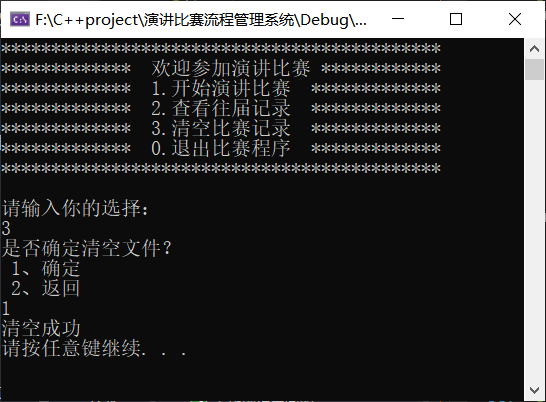 F:\C++project\演讲比赛流程管理系统\Debug\...
********************************************
*************  欢迎参加演讲比赛 ************
*************  1.开始演讲比赛  *************
*************  2.查看往届记录  *************
*************  3.清空比赛记录  *************
*************  0.退出比赛程序  *************
********************************************
请输入你的选择：
3
是否确定清空文件？
1、确定
2、返回
1
清空成功
请按任意键继续. . .